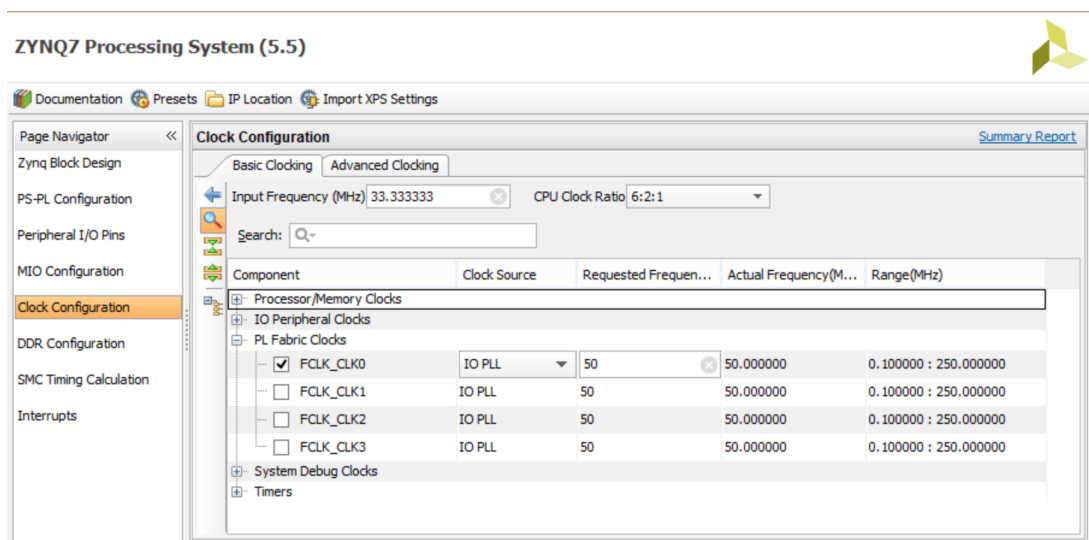 ZYNQ7 Processing System (5.5)
Documentation Presets IP Location Import XPS Settings
Page Navigator «
Zynq Block Design
PS-PL Configuration
Peripheral I/O Pins
MIO Configuration
Clock Configuration
DDR Configuration
SMC Timing Calculation
Interrupts
Clock Configuration Summary Report
Basic Clocking Advanced Clocking
Input Frequency (MHz) 33.333333 CPU Clock Ratio 6:2:1
Search:
Component Clock Source Requested Frequen... Actual Frequency(M... Range(MHz)
Processor/Memory Clocks
IO Peripheral Clocks
PL Fabric Clocks
FCLK_CLK0 IO PLL 50 50.000000 0.100000 : 250.000000
FCLK_CLK1 IO PLL 50 50.000000 0.100000 : 250.000000
FCLK_CLK2 IO PLL 50 50.000000 0.100000 : 250.000000
FCLK_CLK3 IO PLL 50 50.000000 0.100000 : 250.000000
System Debug Clocks
Timers